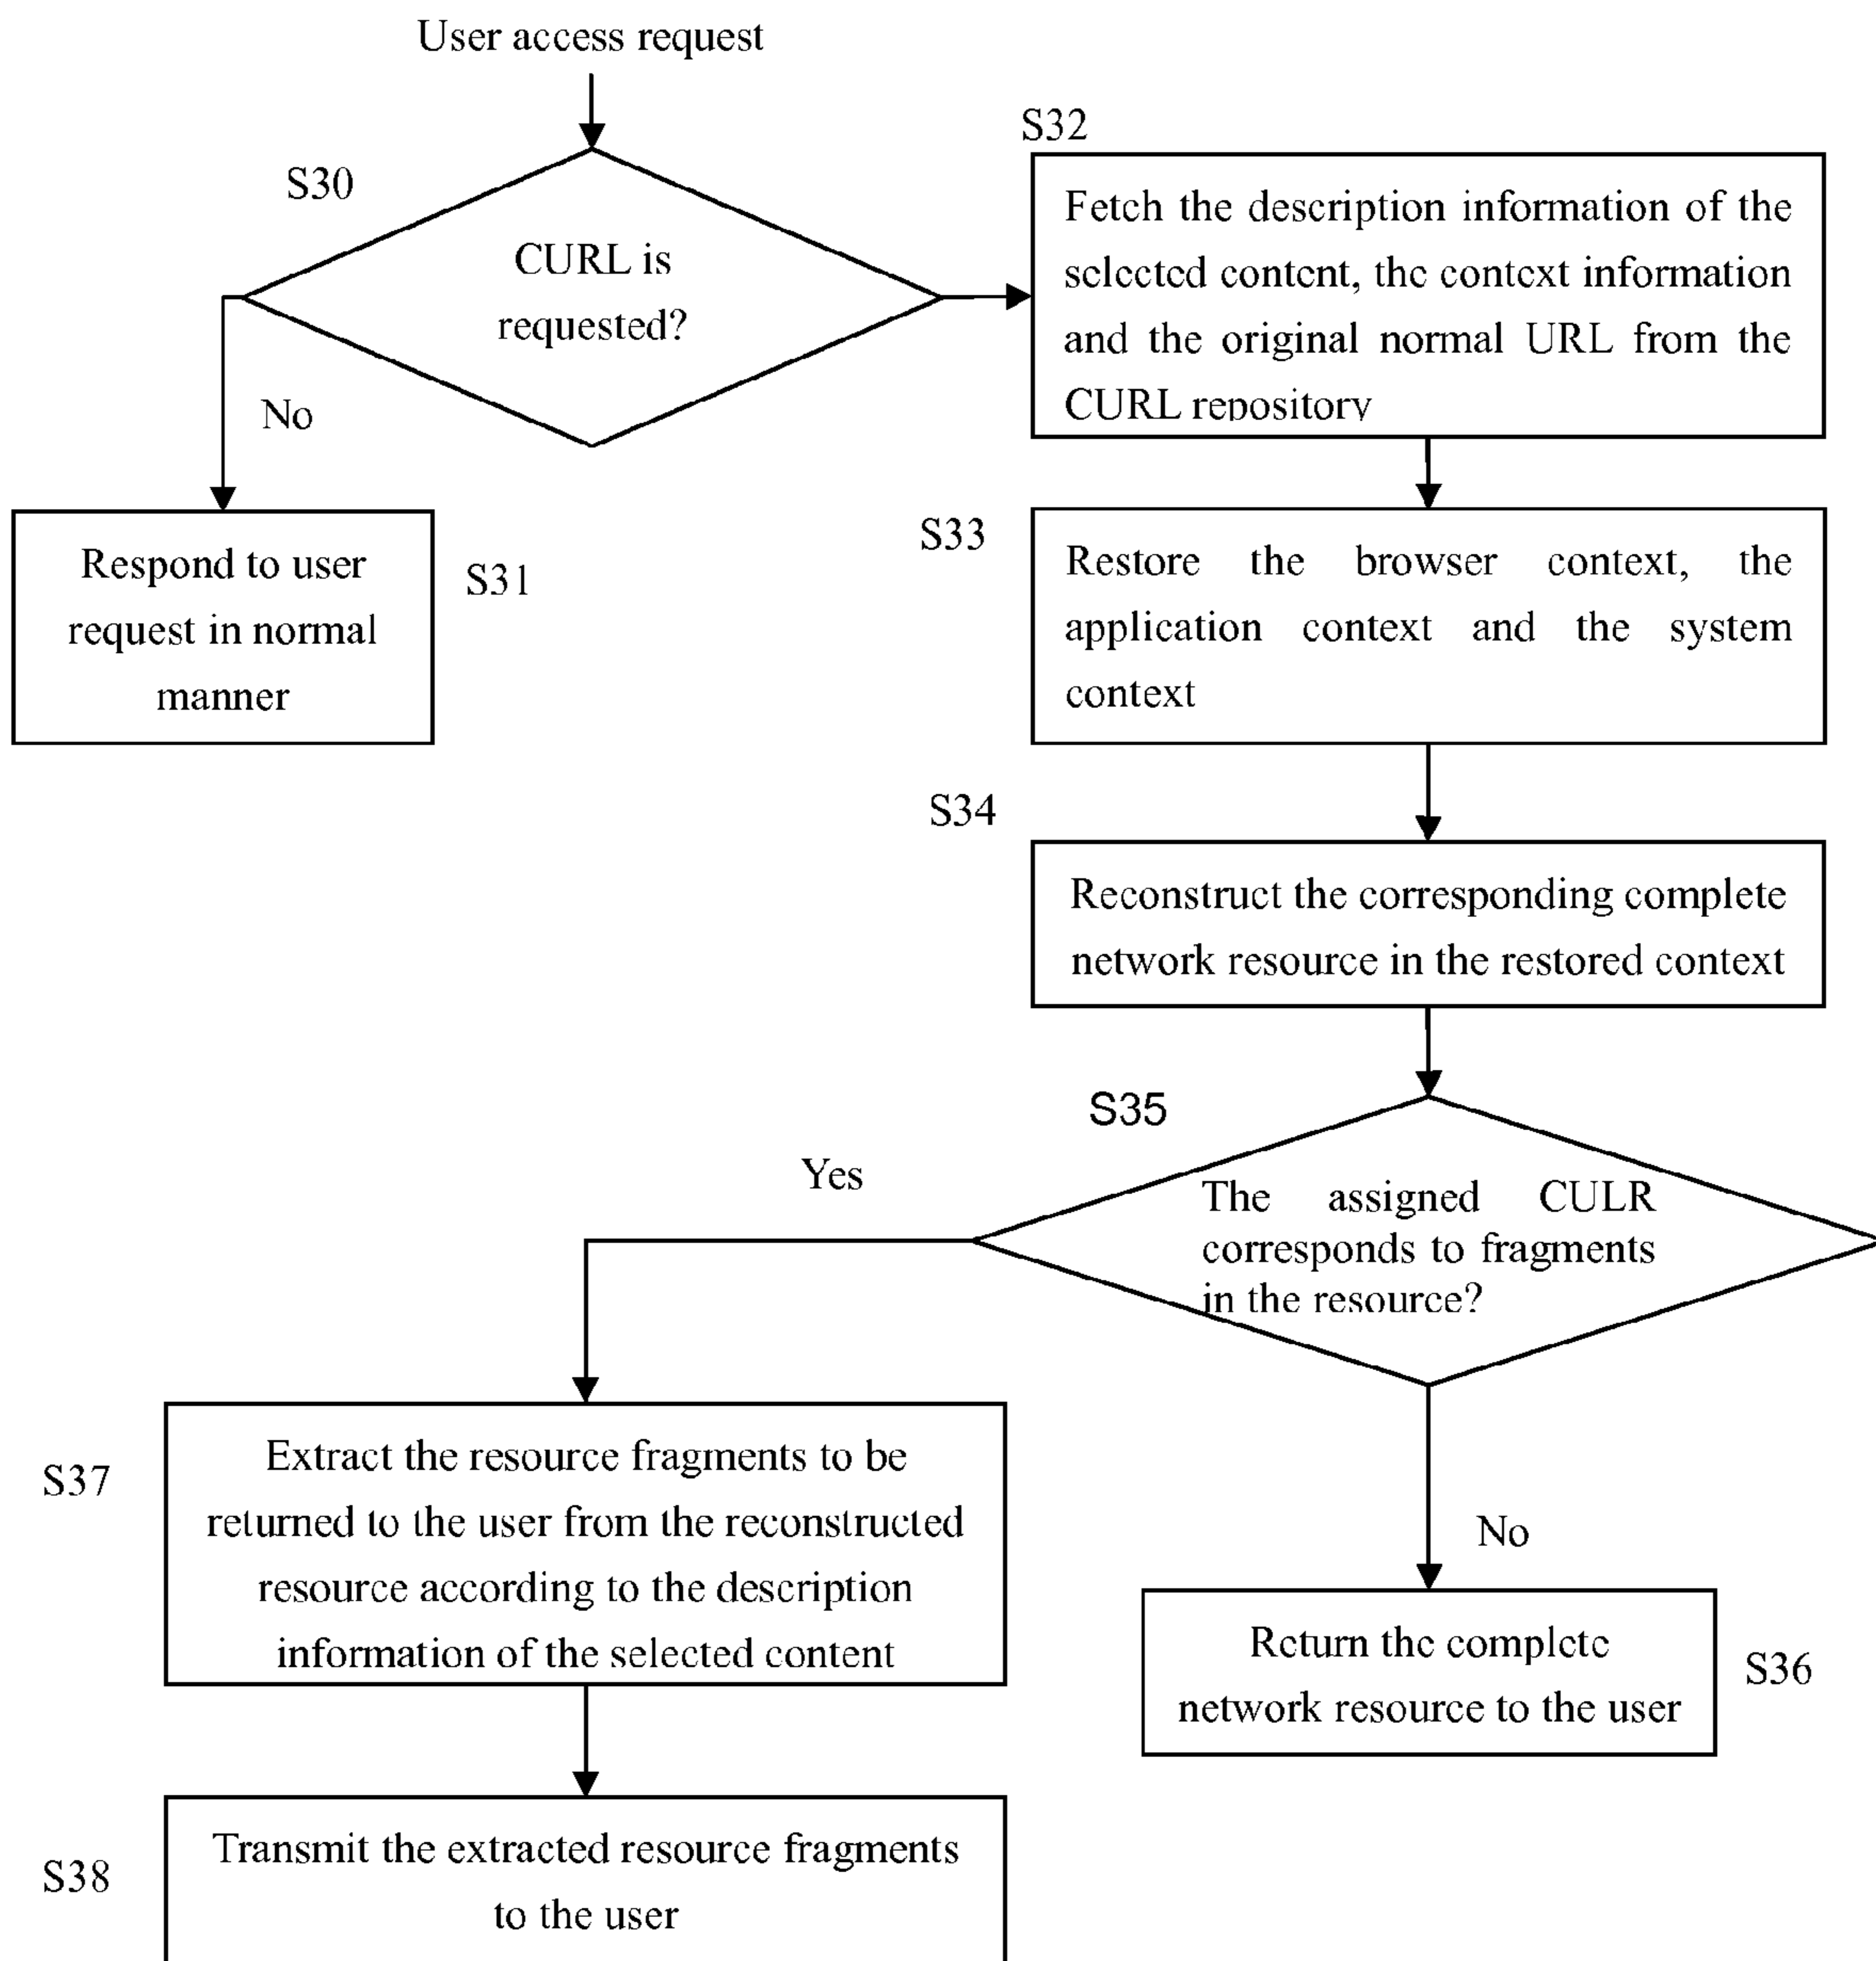 User access request
S30
CURL is
requested?
No
Respond to user
request in normal
manner
S31
S32
Fetch the description information of the
selected content, the context information
and the original normal URL from the
CURL repository
S33
Restore the browser context, the
application context and the system
context
S34
Reconstruct the corresponding complete
network resource in the restored context
S35
The assigned CULR
corresponds to fragments
in the resource?
Yes
No
Return the complete
network resource to the user
S36
S37
Extract the resource fragments to be
returned to the user from the reconstructed
resource according to the description
information of the selected content
S38
Transmit the extracted resource fragments
to the user